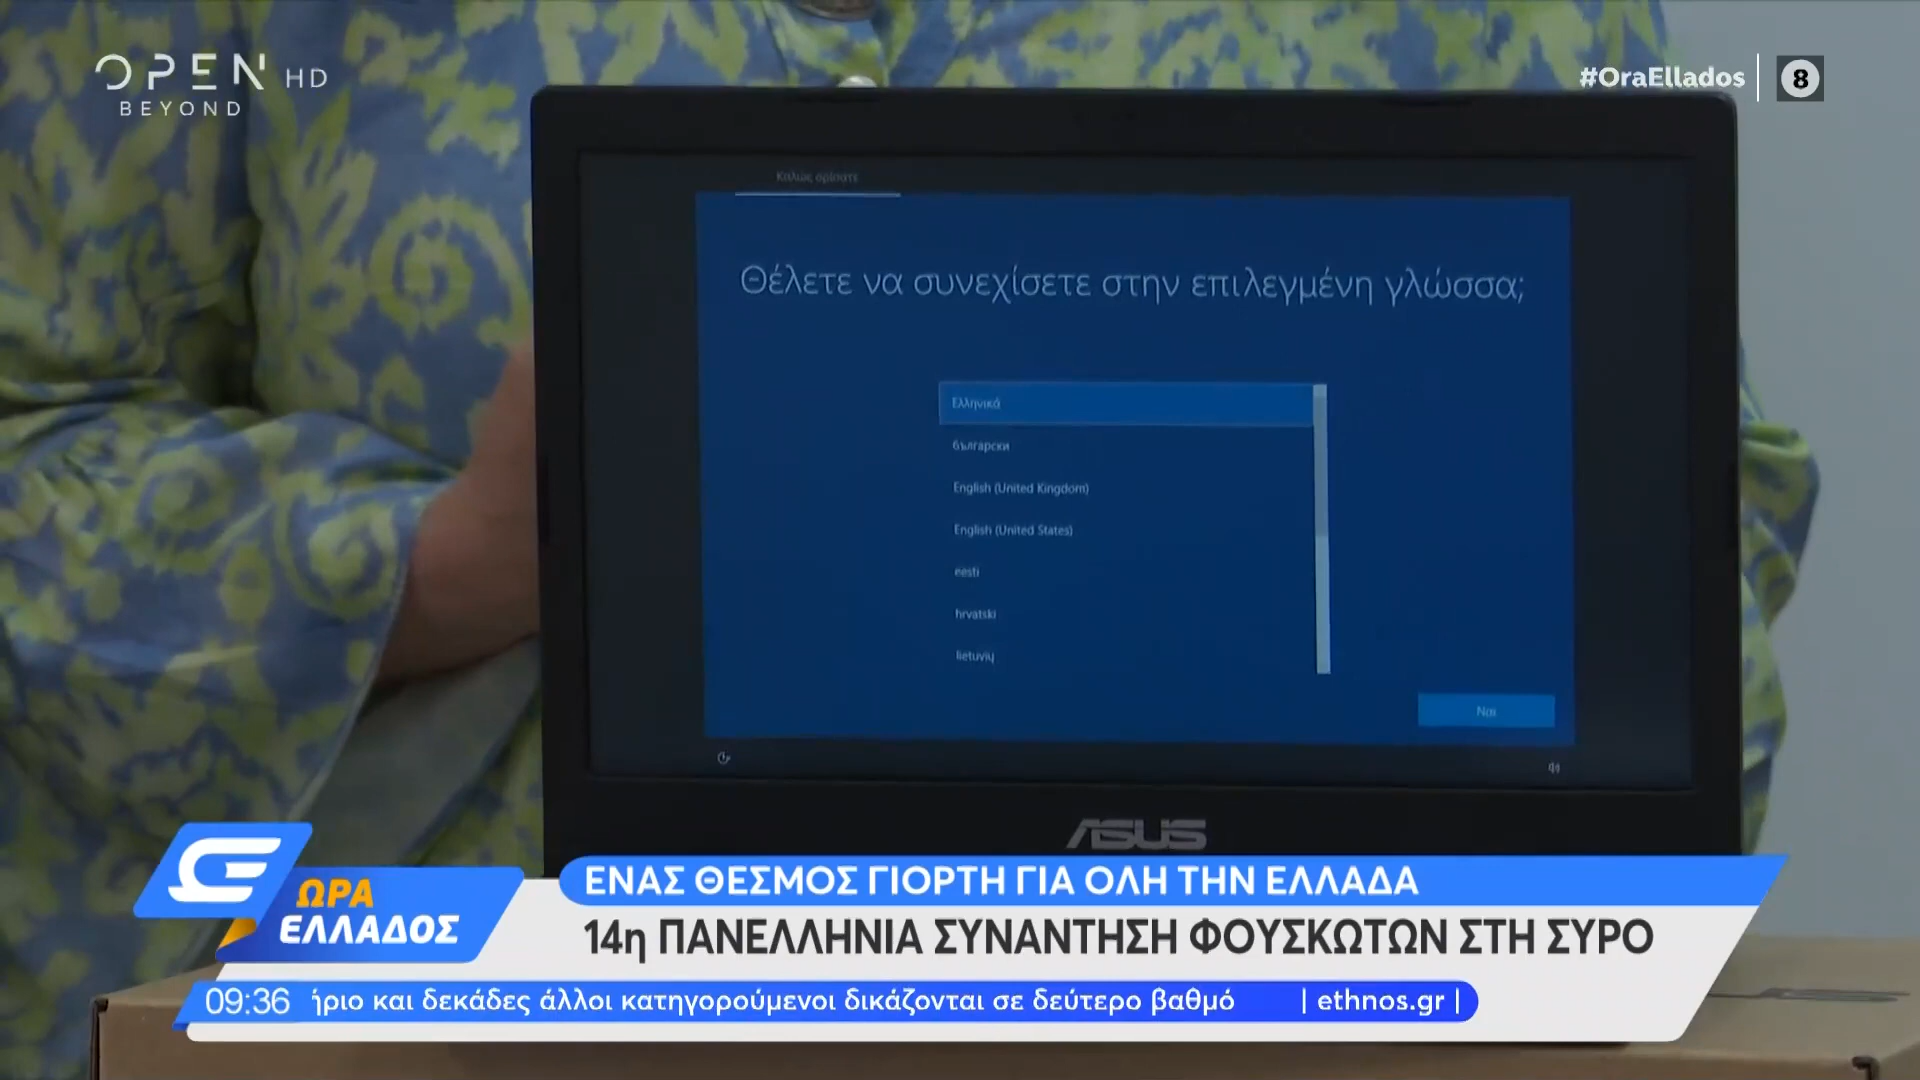 OPEN HD
BEYOND
#OraEllados
8
Καλώς ορίσατε
Θέλετε να συνεχίσετε στην επιλεγμένη γλώσσα;
Ελληνικά
български
English (United Kingdom)
English (United States)
eesti
hrvatski
lietuvių
Ναι
ASUS
ΩΡΑ
ΕΛΛΑΔΟΣ
ΕΝΑΣ ΘΕΣΜΟΣ ΓΙΟΡΤΗ ΓΙΑ ΟΛΗ ΤΗΝ ΕΛΛΑΔΑ
14η ΠΑΝΕΛΛΗΝΙΑ ΣΥΝΑΝΤΗΣΗ ΦΟΥΣΚΩΤΩΝ ΣΤΗ ΣΥΡΟ
09:36 ήριο και δεκάδες άλλοι κατηγορούμενοι δικάζονται σε δεύτερο βαθμό | ethnos.gr |